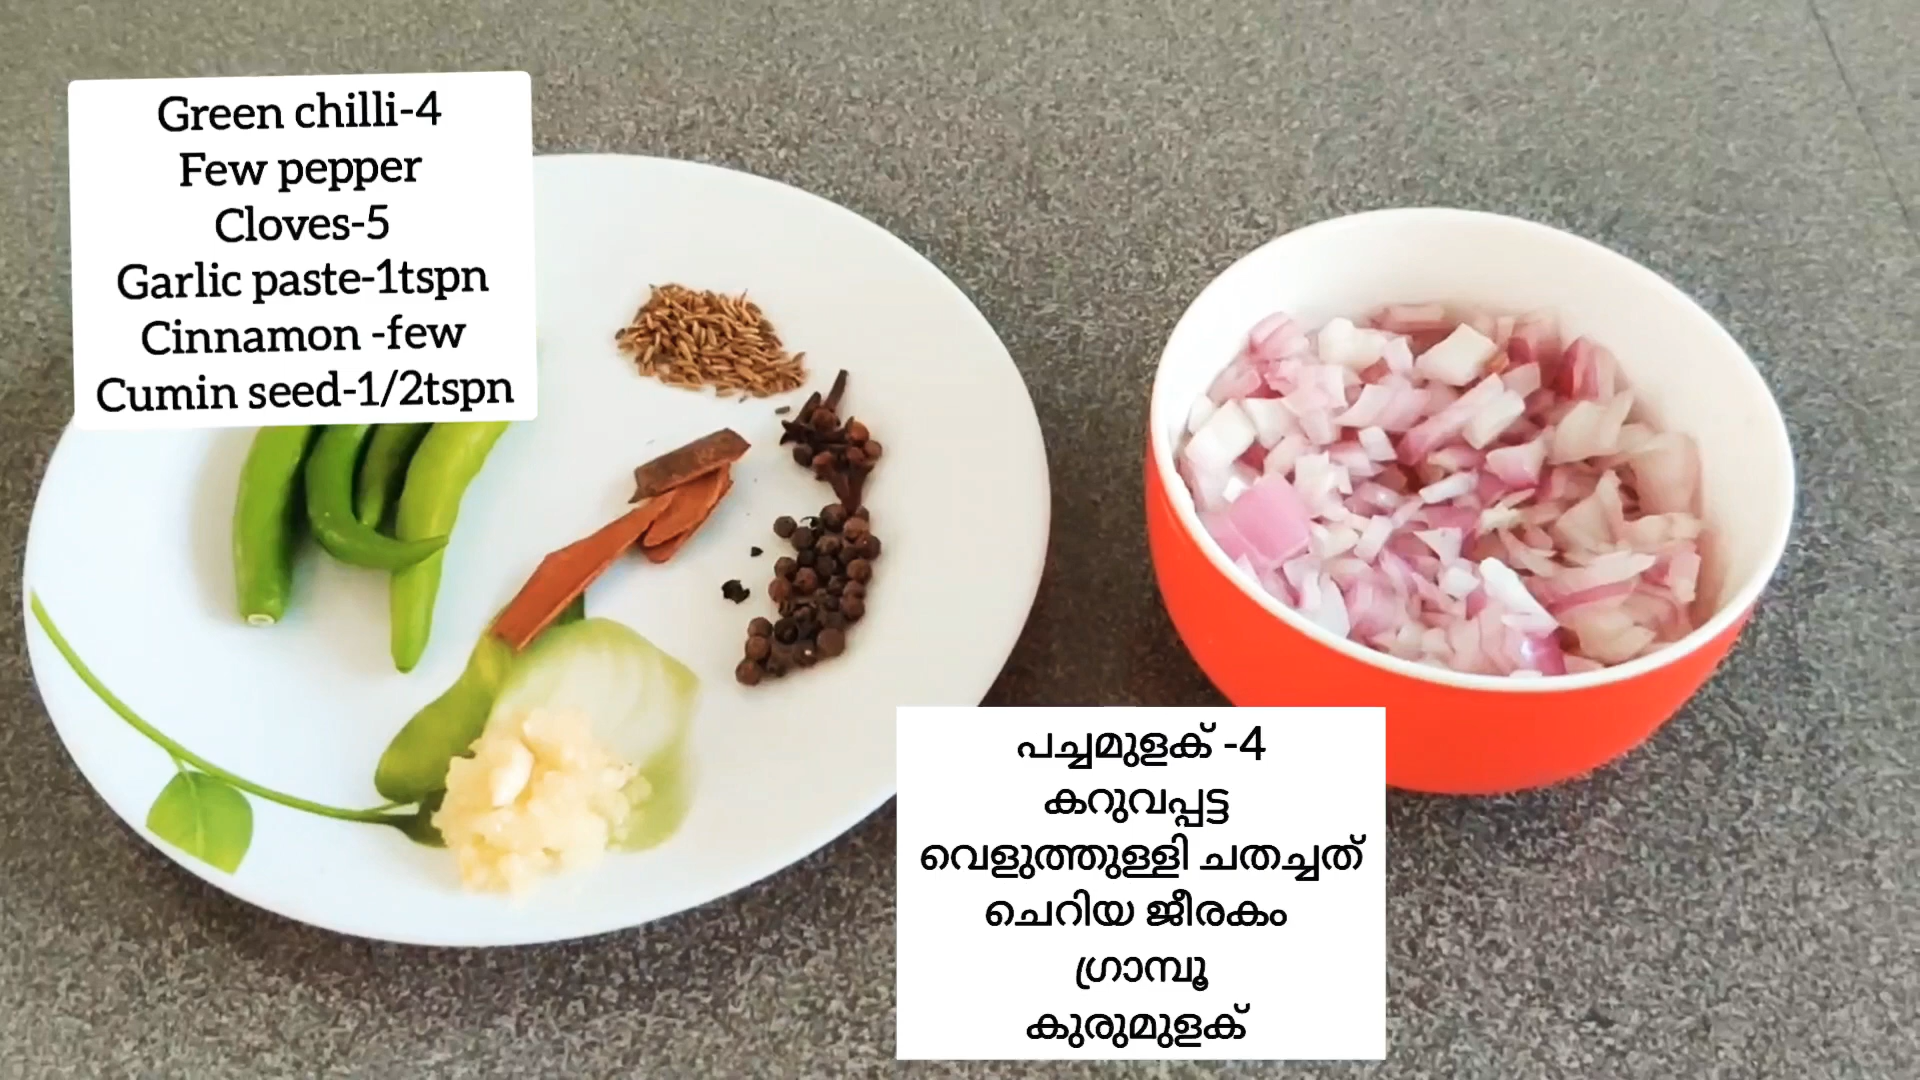 Green chilli-4
Few pepper
Cloves-5
Garlic paste-1tspn
Cinnamon -few
Cumin seed-1/2tspn
പച്ചമുളക് -4
കറുവപ്പട്ട
വെളുത്തുള്ളി ചതച്ചത്
ചെറിയ ജീരകം
ഗ്രാമ്പൂ
കുരുമുളക്